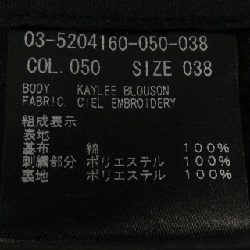 03-5204160-050-038
COL. 050 SIZE 038
BODY KAYLEE BLOUSON
FABRIC. CIEL EMBROIDERY
組成表示
表地
基布 綿 100%
刺繍部分 ポリエステル 100%
裏地 ポリエステル 100%